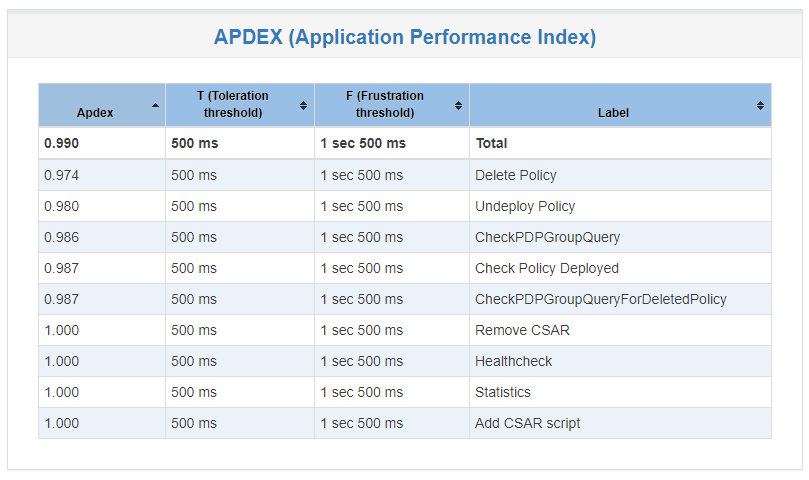 APDEX (Application Performance Index)
Apdex T (Toleration threshold) F (Frustration threshold) Label
0.990 500 ms 1 sec 500 ms Total
0.974 500 ms 1 sec 500 ms Delete Policy
0.980 500 ms 1 sec 500 ms Undeploy Policy
0.986 500 ms 1 sec 500 ms CheckPDPGroupQuery
0.987 500 ms 1 sec 500 ms Check Policy Deployed
0.987 500 ms 1 sec 500 ms CheckPDPGroupQueryForDeletedPolicy
1.000 500 ms 1 sec 500 ms Remove CSAR
1.000 500 ms 1 sec 500 ms Healthcheck
1.000 500 ms 1 sec 500 ms Statistics
1.000 500 ms 1 sec 500 ms Add CSAR script